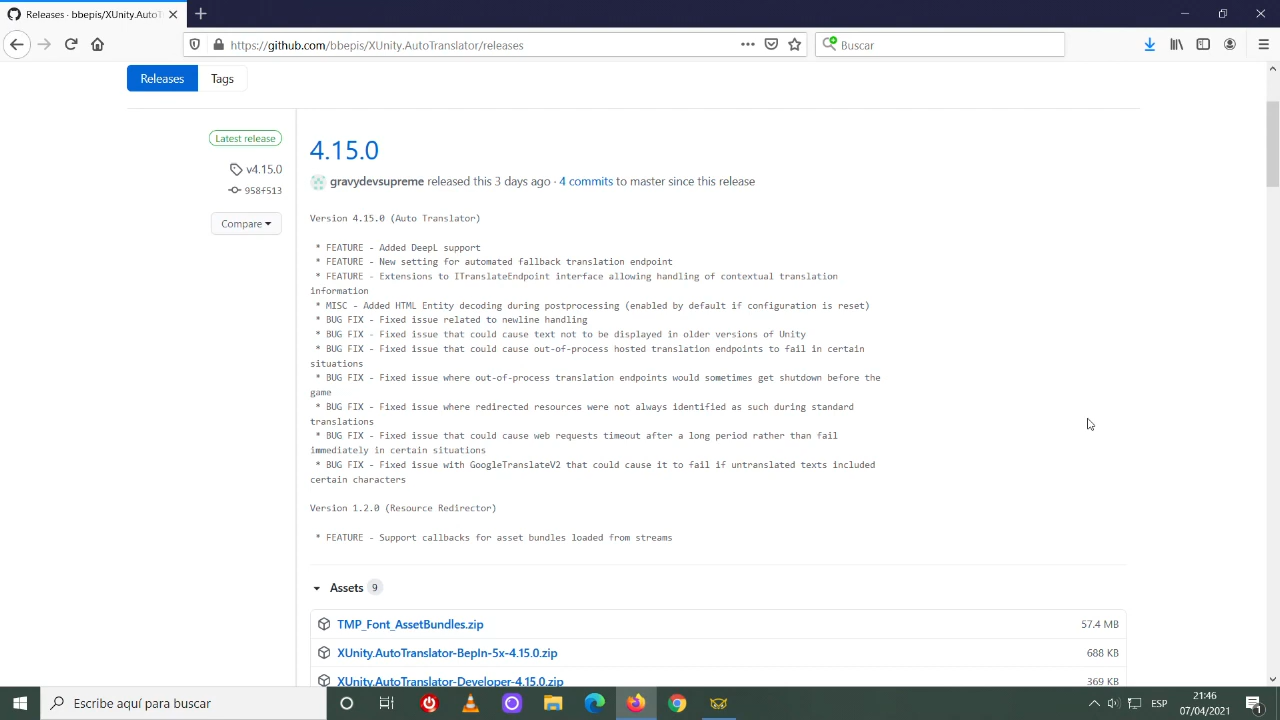 Releases · bbepis/XUnity.AutoT
https://github.com/bbepis/XUnity.AutoTranslator/releases
Buscar
Releases
Tags
Latest release
v4.15.0
958f513
Compare
4.15.0
gravydevsupreme released this 3 days ago · 4 commits to master since this release
Version 4.15.0 (Auto Translator)
* FEATURE - Added DeepL support
* FEATURE - New setting for automated fallback translation endpoint
* FEATURE - Extensions to ITranslateEndpoint interface allowing handling of contextual translation
information
* MISC - Added HTML Entity decoding during postprocessing (enabled by default if configuration is reset)
* BUG FIX - Fixed issue related to newline handling
* BUG FIX - Fixed issue that could cause text not to be displayed in older versions of Unity
* BUG FIX - Fixed issue that could cause out-of-process hosted translation endpoints to fail in certain
situations
* BUG FIX - Fixed issue where out-of-process translation endpoints would sometimes get shutdown before the
game
* BUG FIX - Fixed issue where redirected resources were not always identified as such during standard
translations
* BUG FIX - Fixed issue that could cause web requests timeout after a long period rather than fail
immediately in certain situations
* BUG FIX - Fixed issue with GoogleTranslateV2 that could cause it to fail if untranslated texts included
certain characters
Version 1.2.0 (Resource Redirector)
* FEATURE - Support callbacks for asset bundles loaded from streams
Assets 9
TMP_Font_AssetBundles.zip 57.4 MB
XUnity.AutoTranslator-BepIn-5x-4.15.0.zip 688 KB
XUnity.AutoTranslator-Developer-4.15.0.zip 369 KB
Escribe aquí para buscar
ESP
21:46
07/04/2021
1